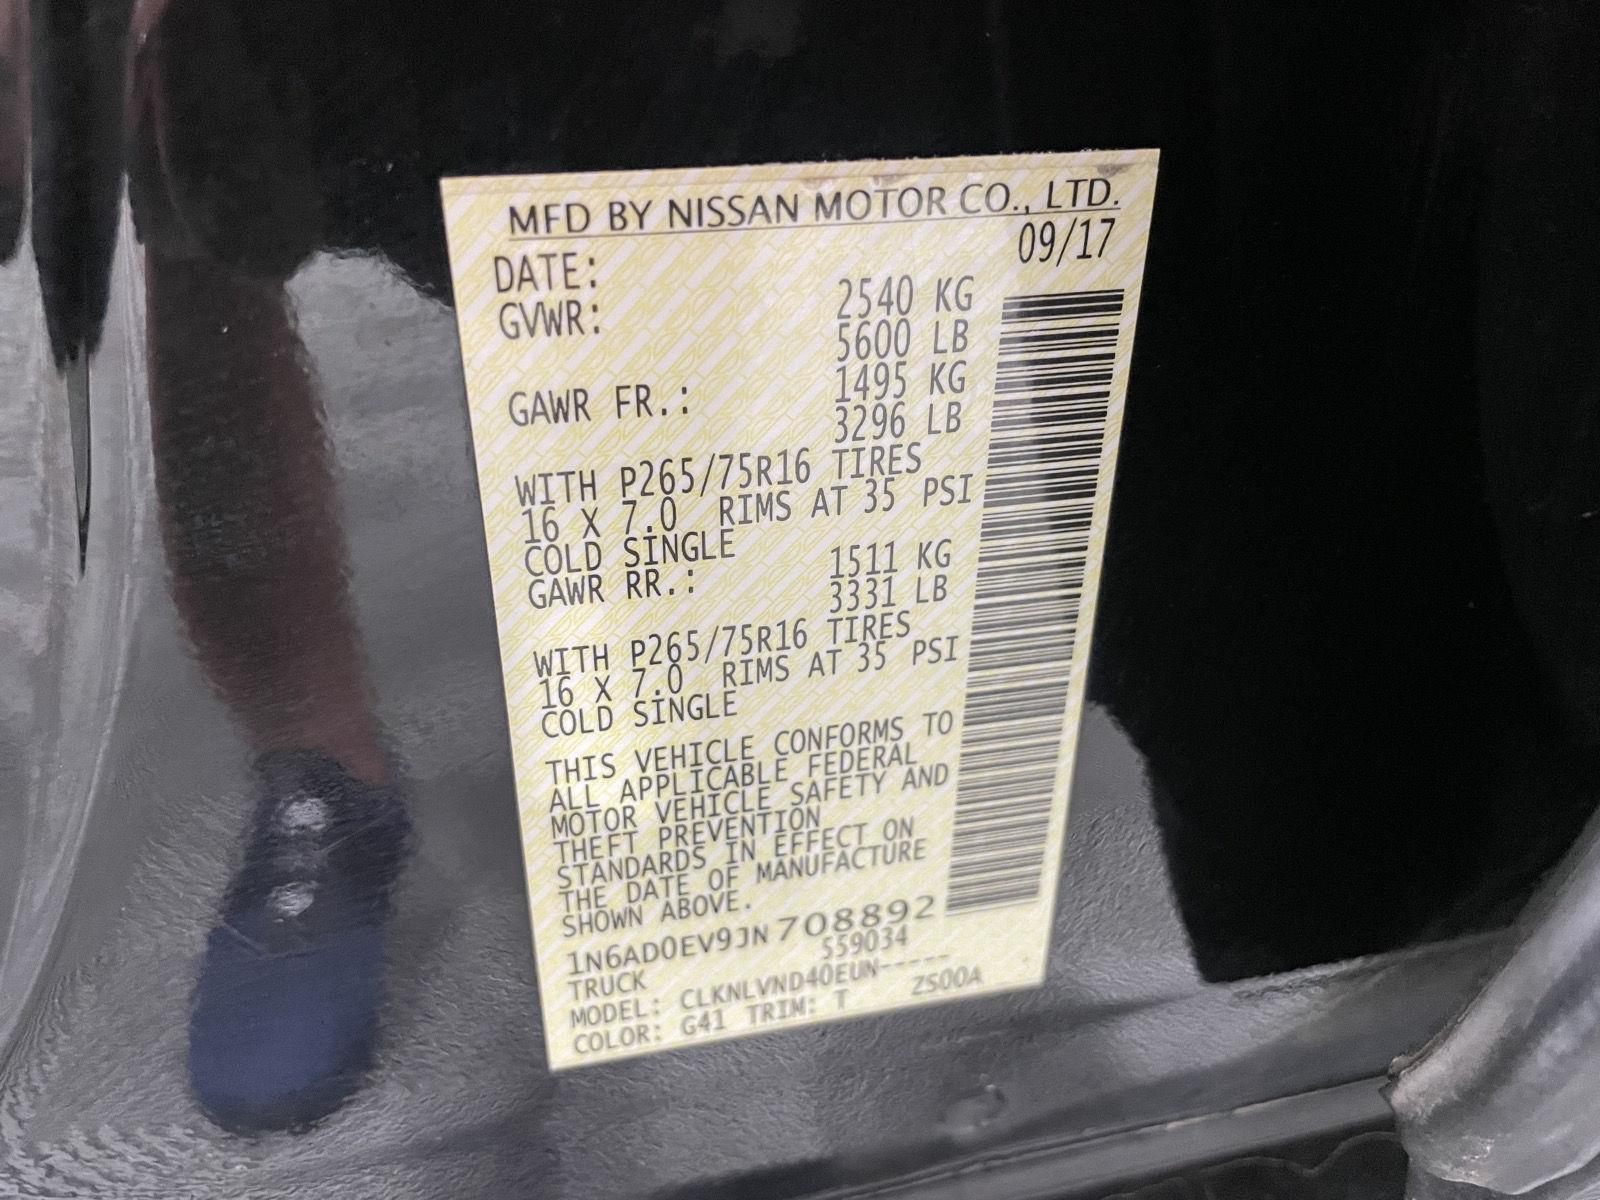 MFD BY NISSAN MOTOR CO., LTD.
DATE: 09/17
GVWR: 2540 KG
5600 LB
GAWR FR.: 1495 KG
3296 LB
WITH P265/75R16 TIRES
16 X 7.0 RIMS AT 35 PSI
COLD SINGLE
GAWR RR.: 1511 KG
3331 LB
WITH P265/75R16 TIRES
16 X 7.0 RIMS AT 35 PSI
COLD SINGLE
THIS VEHICLE CONFORMS TO
ALL APPLICABLE FEDERAL
MOTOR VEHICLE SAFETY AND
THEFT PREVENTION
STANDARDS IN EFFECT ON
THE DATE OF MANUFACTURE
SHOWN ABOVE.
1N6AD0EV9JN708892
TRUCK 559034
MODEL: CLKNLVND40EUN-----
COLOR: G41 TRIM: T ZS00A